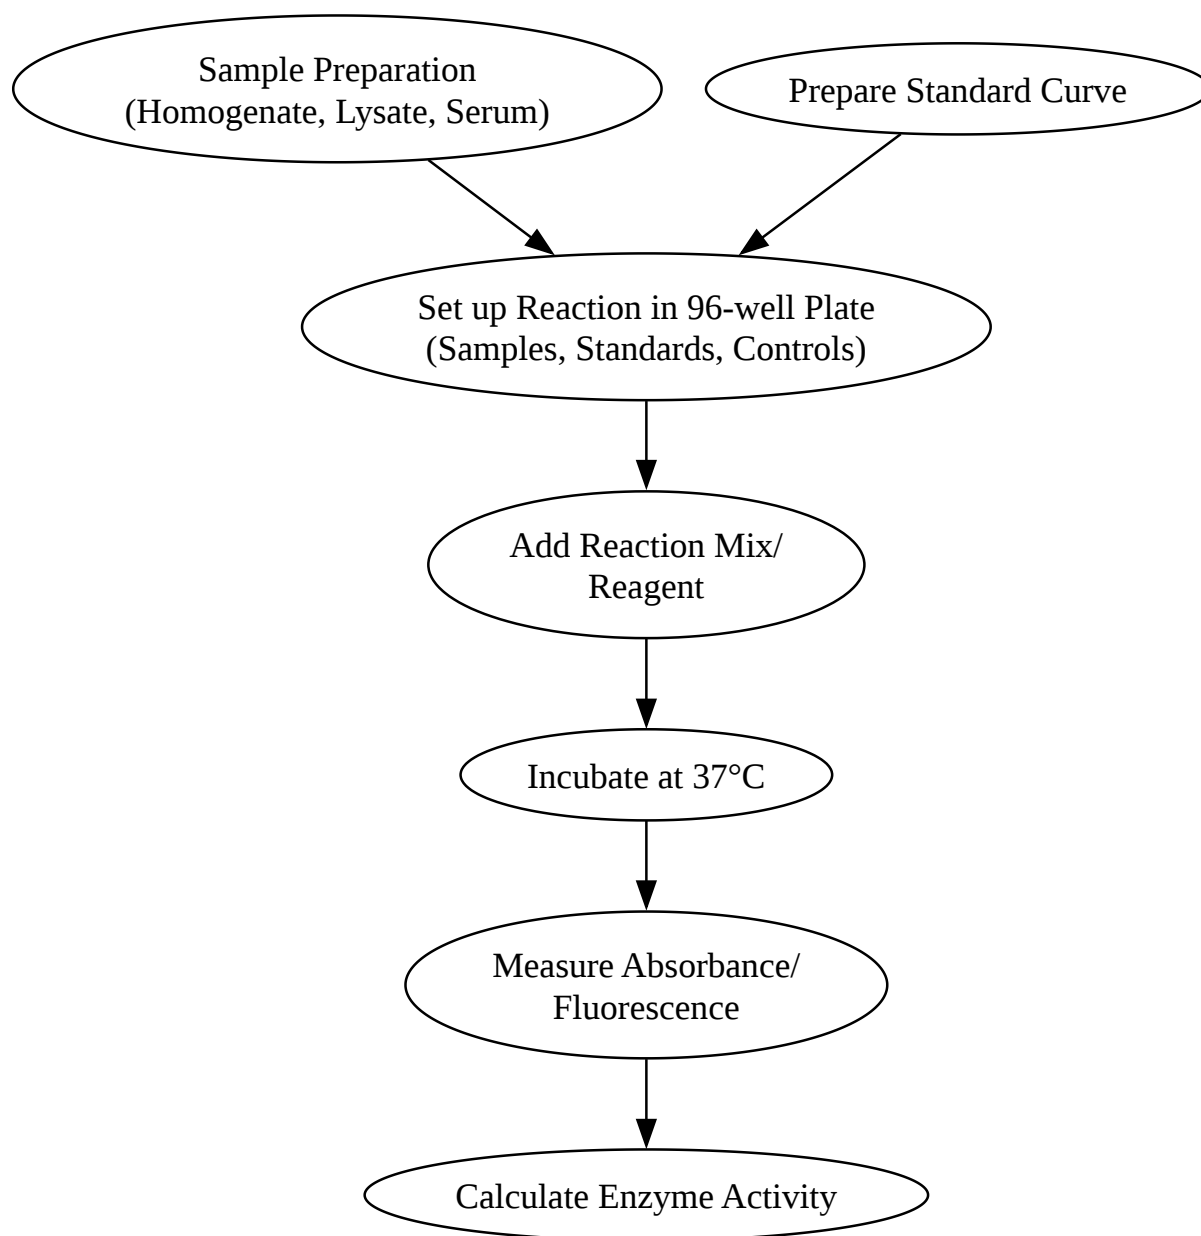 Sample Preparation
(Homogenate, Lysate, Serum)
Prepare Standard Curve
Set up Reaction in 96-well Plate
(Samples, Standards, Controls)
Add Reaction Mix/
Reagent
Incubate at 37°C
Measure Absorbance/
Fluorescence
Calculate Enzyme Activity